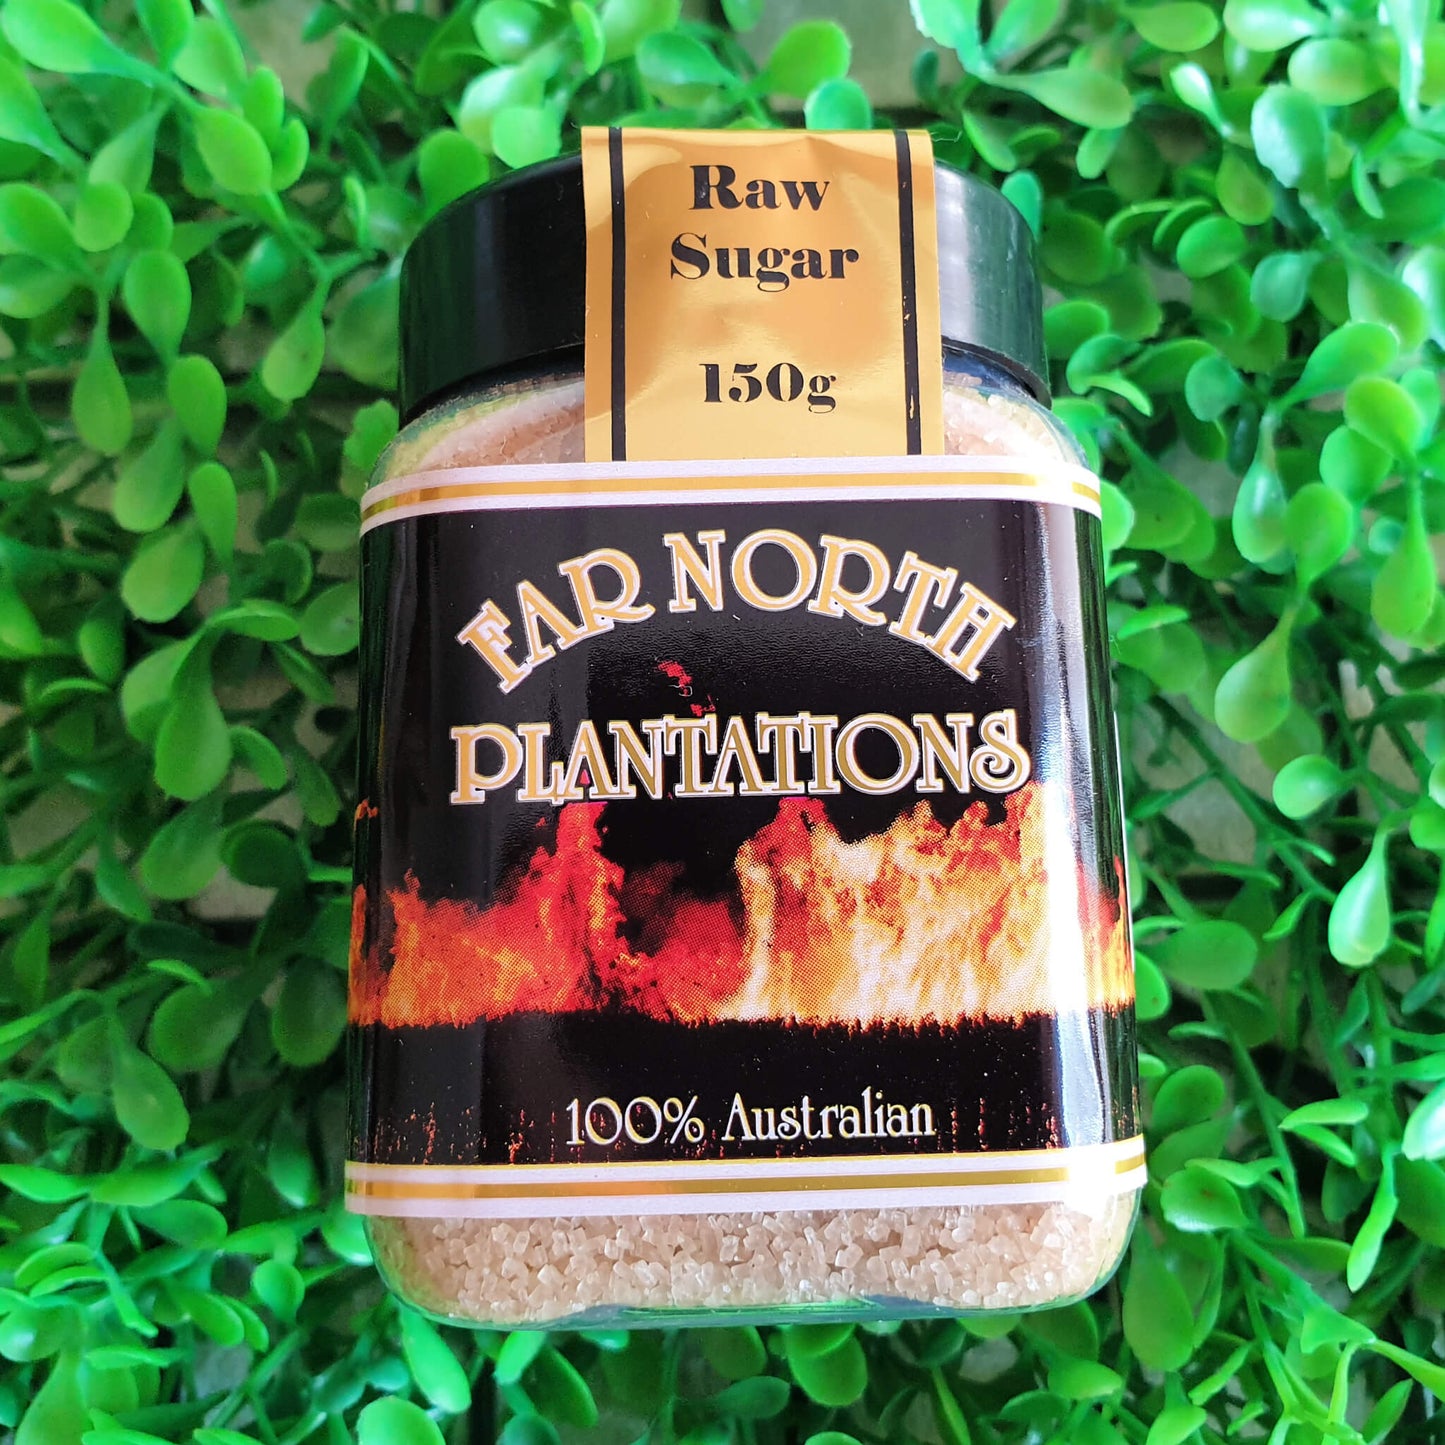 Raw
Sugar
150g
FAR NORTH
PLANTATIONS
100% Australian